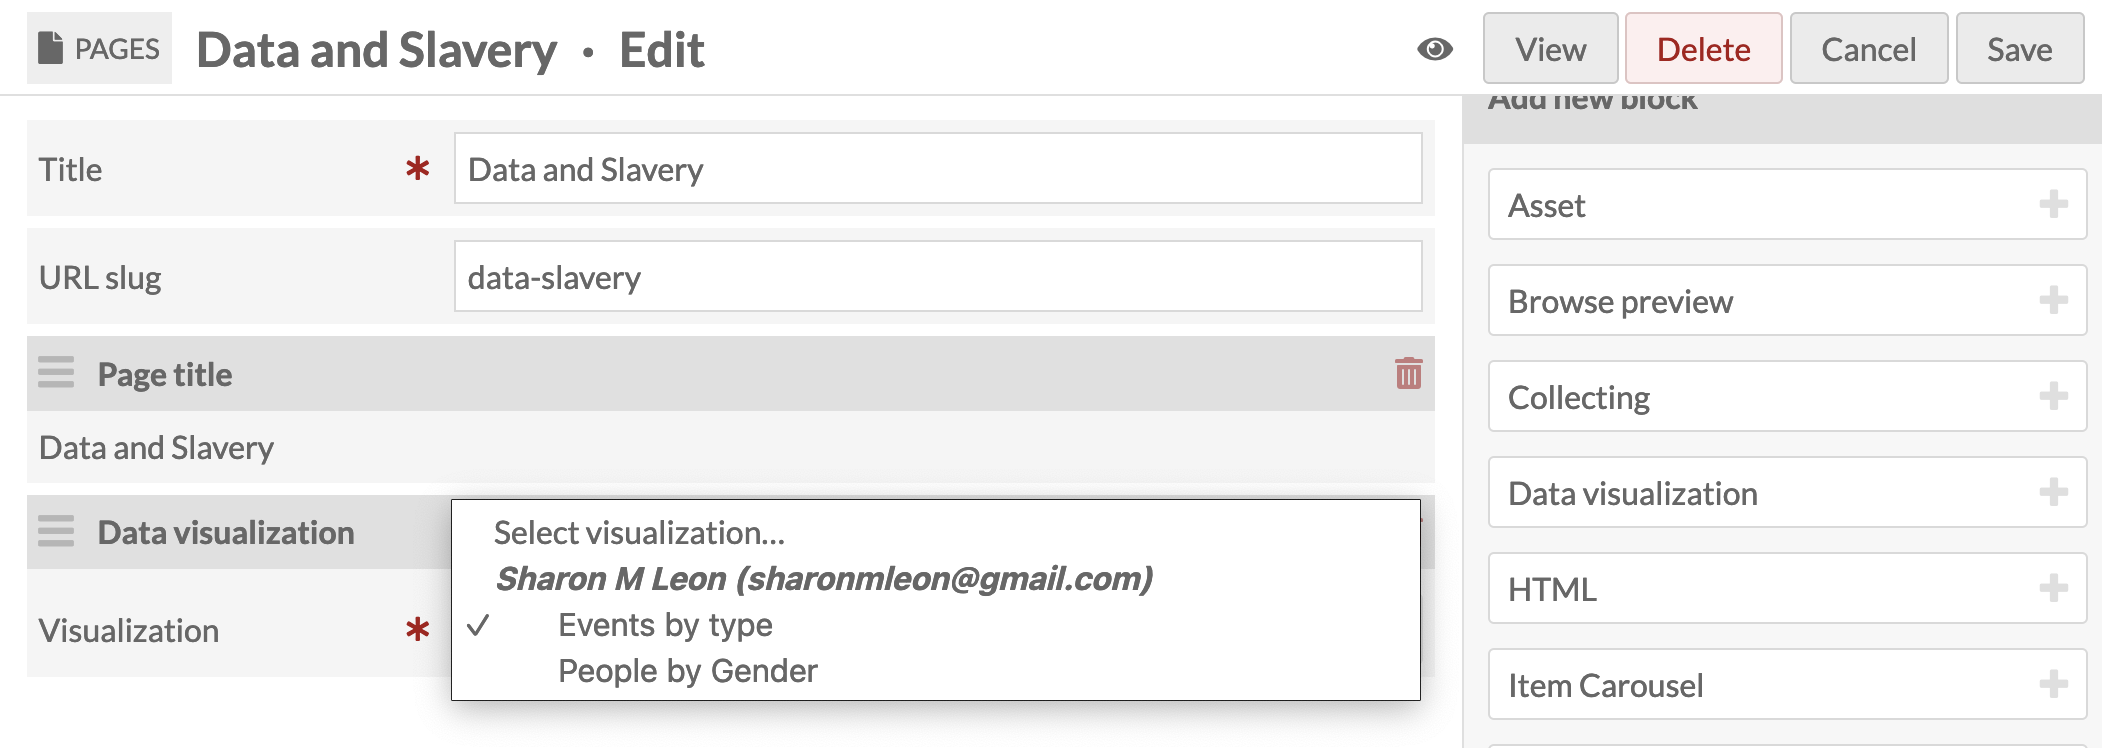 PAGES Data and Slavery · Edit View Delete Cancel Save
Add new block
Title * Data and Slavery
Asset
URL slug data-slavery
Browse preview
Page title
Collecting
Data and Slavery
Data visualization
Data visualization
Select visualization...
Sharon M Leon (sharonmleon@gmail.com)
HTML
Visualization *
✓ Events by type
People by Gender
Item Carousel